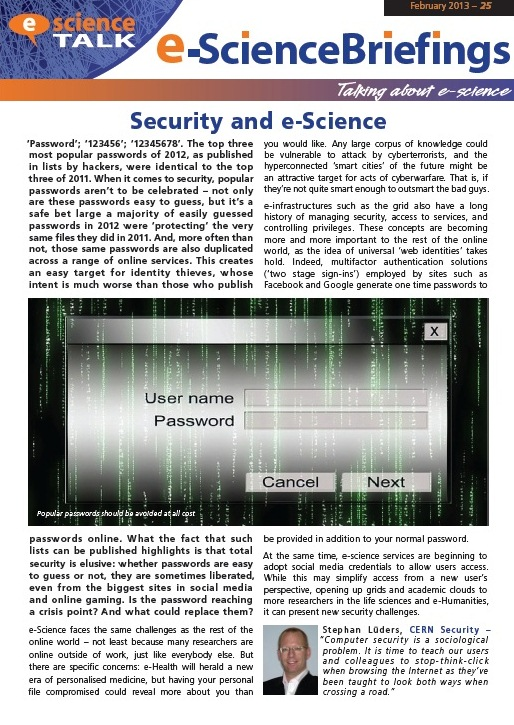 February 2013 – 25
e science
TALK
e-ScienceBriefings
Talking about e-science
Security and e-Science
'Password'; '123456'; '12345678'. The top three
most popular passwords of 2012, as published
in lists by hackers, were identical to the top
three of 2011. When it comes to security, popular
passwords aren't to be celebrated – not only
are these passwords easy to guess, but it's a
safe bet large a majority of easily guessed
passwords in 2012 were 'protecting' the very
same files they did in 2011. And, more often than
not, those same passwords are also duplicated
across a range of online services. This creates
an easy target for identity thieves, whose
intent is much worse than those who publish
passwords online. What the fact that such
lists can be published highlights is that total
security is elusive: whether passwords are easy
to guess or not, they are sometimes liberated,
even from the biggest sites in social media
and online gaming. Is the password reaching
a crisis point? And what could replace them?
e-Science faces the same challenges as the rest of the
online world – not least because many researchers are
online outside of work, just like everybody else. But
there are specific concerns: e-Health will herald a new
era of personalised medicine, but having your personal
file compromised could reveal more about you than
you would like. Any large corpus of knowledge could
be vulnerable to attack by cyberterrorists, and the
hyperconnected 'smart cities' of the future might be
an attractive target for acts of cyberwarfare. That is, if
they're not quite smart enough to outsmart the bad guys.
e-infrastructures such as the grid also have a long
history of managing security, access to services, and
controlling privileges. These concepts are becoming
more and more important to the rest of the online
world, as the idea of universal 'web identities' takes
hold. Indeed, multifactor authentication solutions
('two stage sign-ins') employed by sites such as
Facebook and Google generate one time passwords to
be provided in addition to your normal password.
At the same time, e-science services are beginning to
adopt social media credentials to allow users access.
While this may simplify access from a new user's
perspective, opening up grids and academic clouds to
more researchers in the life sciences and e-Humanities,
it can present new security challenges.
X
User name
Password
Cancel
Next
Popular passwords should be avoided at all cost
Stephan Lüders, CERN Security –
"Computer security is a sociological
problem. It is time to teach our users
and colleagues to stop-think-click
when browsing the Internet as they've
been taught to look both ways when
crossing a road."